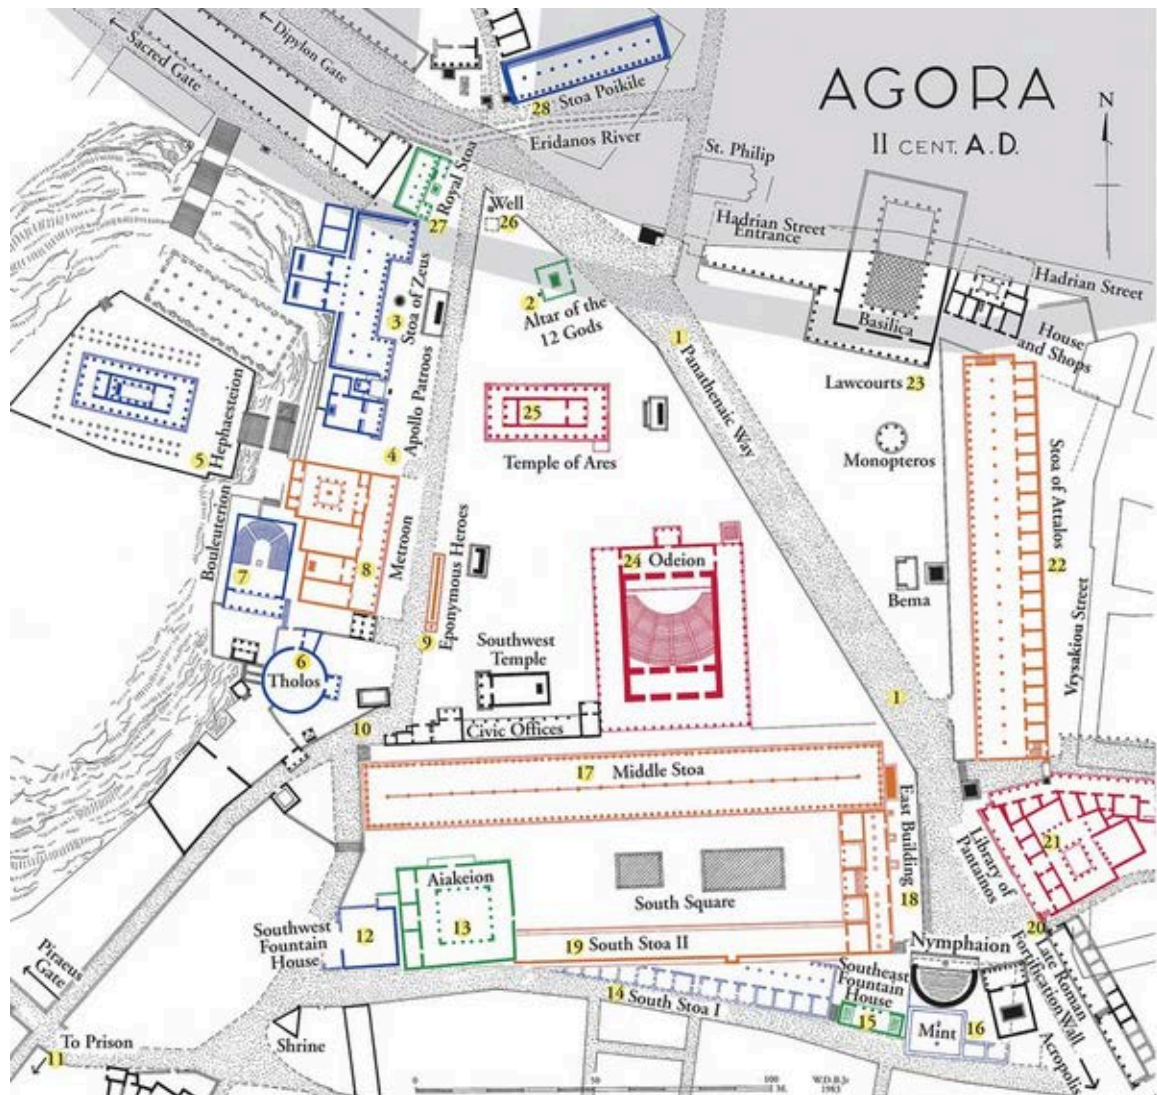 Dipylon Gate
Sacred Gate
28 Stoa Poikile
Eridanos River
AGORA
II CENT. A.D.
N
St. Philip
Royal Stoa
27
Well
26
Hadrian Street
Entrance
Hadrian Street
2
Altar of the
12 Gods
3
Stoa of Zeus
1
Panathenaic Way
Basilica
House
and Shops
Lawcourts 23
5
Hephaestion
4
Apollo Patroos
25
Temple of Ares
Monopteros
Stoa of Attalos
22
Vrysakiou Street
Bouleuterion
7
8
Metroon
Eponymous Heroes
9
24 Odeion
Bema
6
Tholos
Southwest
Temple
10
Civic Offices
1
17 Middle Stoa
East Building
18
Library of
Pantainos
21
20
Aiakeion
13
South Square
Southwest
Fountain
House
12
19 South Stoa II
Nymphaion
Late Roman
Fortification Wall
Southeast
Fountain
House
15
14 South Stoa I
Mint
16
Acropolis
Piraeus
Gate
To Prison
11
Shrine
0 50 100 M.
W.D.B.Jr
1983